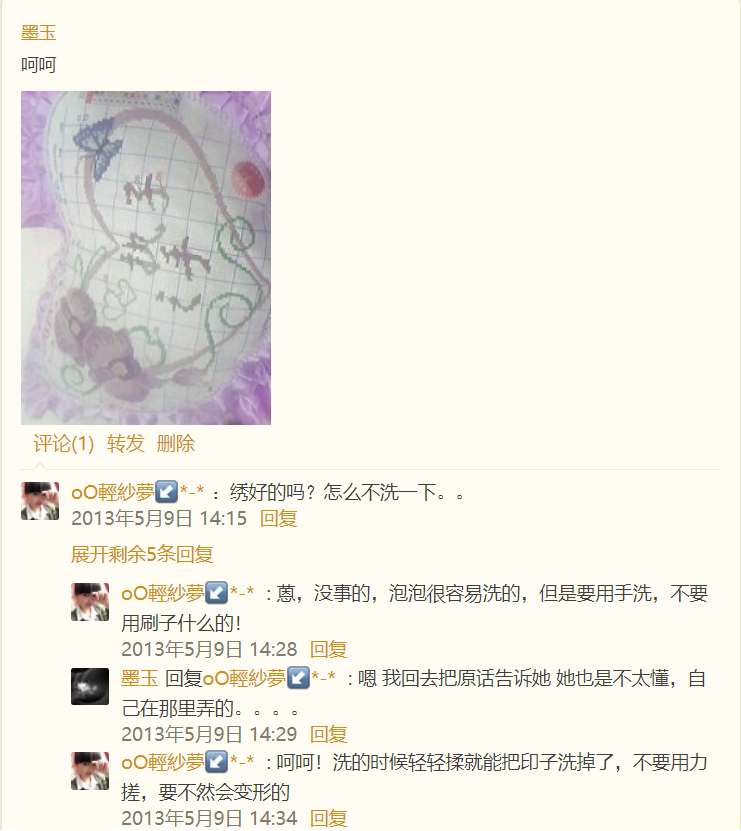 墨玉
呵呵
执子
之手
评论(1) 转发 删除
oO輕紗夢↙️*-* ：绣好的吗？怎么不洗一下。。
2013年5月9日 14:15 回复
展开剩余5条回复
oO輕紗夢↙️*-* ：蒽，没事的，泡泡很容易洗的，但是要用手洗，不要
用刷子什么的！
2013年5月9日 14:28 回复
墨玉 回复oO輕紗夢↙️*-* ：嗯 我回去把原话告诉她 她也是不太懂，自
己在那里弄的。。。。
2013年5月9日 14:29 回复
oO輕紗夢↙️*-* ：呵呵！洗的时候轻轻揉就能把印子洗掉了，不要用力
搓，要不然会变形的
2013年5月9日 14:34 回复